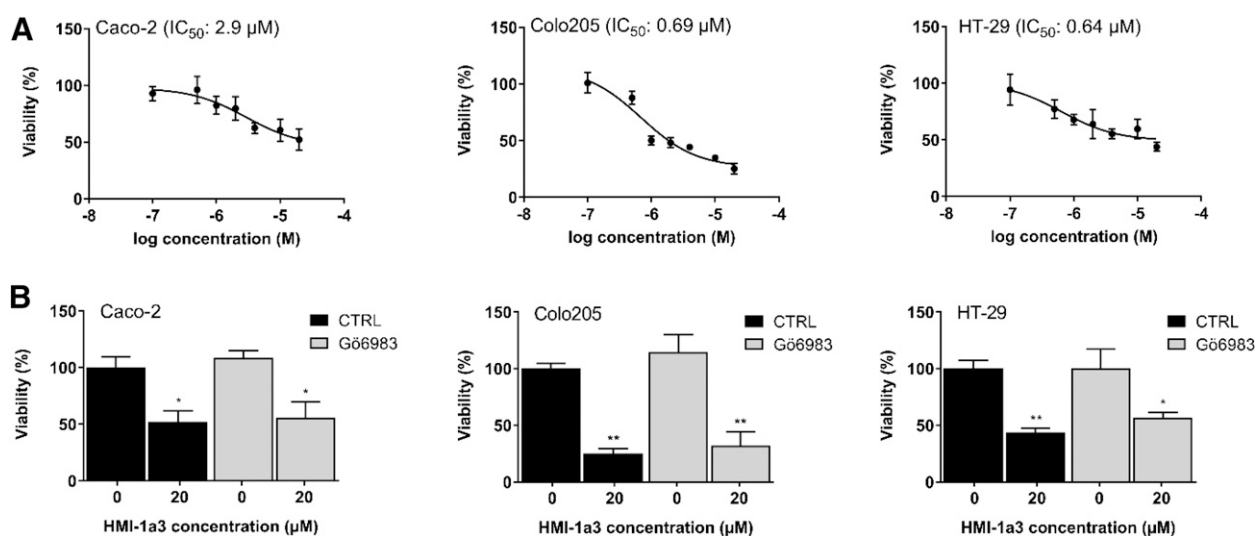 A
Caco-2 (IC50: 2.9 µM)
150
100
50
0
Viability (%)
-8 -7 -6 -5 -4
log concentration (M)
Colo205 (IC50: 0.69 µM)
150
100
50
0
Viability (%)
-8 -7 -6 -5 -4
log concentration (M)
HT-29 (IC50: 0.64 µM)
150
100
50
0
Viability (%)
-8 -7 -6 -5 -4
log concentration (M)
B
Caco-2
CTRL
Gö6983
150
100
50
0
Viability (%)
* *
0 20 0 20
HMI-1a3 concentration (µM)
Colo205
CTRL
Gö6983
150
100
50
0
Viability (%)
** **
0 20 0 20
HMI-1a3 concentration (µM)
HT-29
CTRL
Gö6983
150
100
50
0
Viability (%)
** *
0 20 0 20
HMI-1a3 concentration (µM)